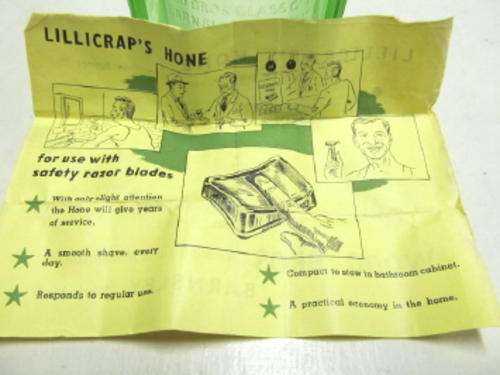 LILLICRAP'S HONE
for use with
safety razor blades
With only slight attention
the Hone will give years
of service.
A smooth shave, every
day.
Responds to regular use.
Compact to stow in bathroom cabinet.
A practical economy in the home.